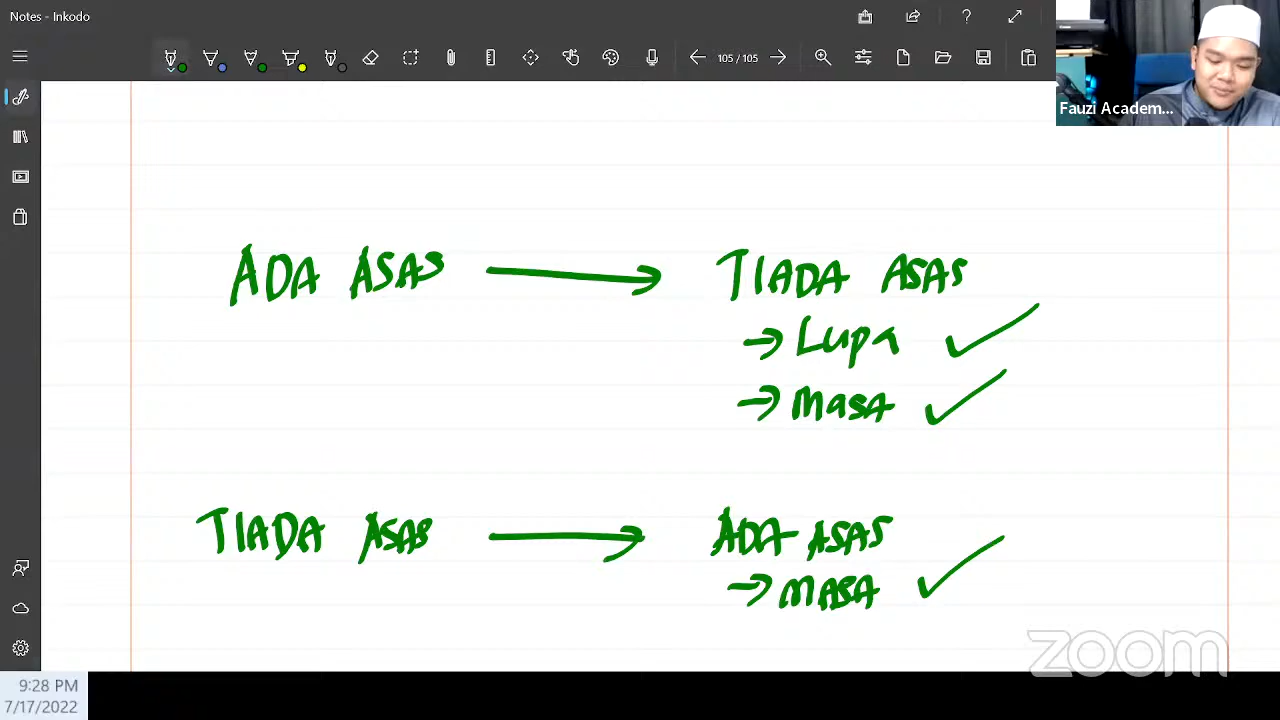 Notes - Inkodo
105 / 105
Fauzi Academ...
ADA ASAS → TIADA ASAS
→ Lupa ✓
→ MASA ✓
TIADA ASAS → ADA ASAS
→ MASA ✓
zoom
9:28 PM
7/17/2022